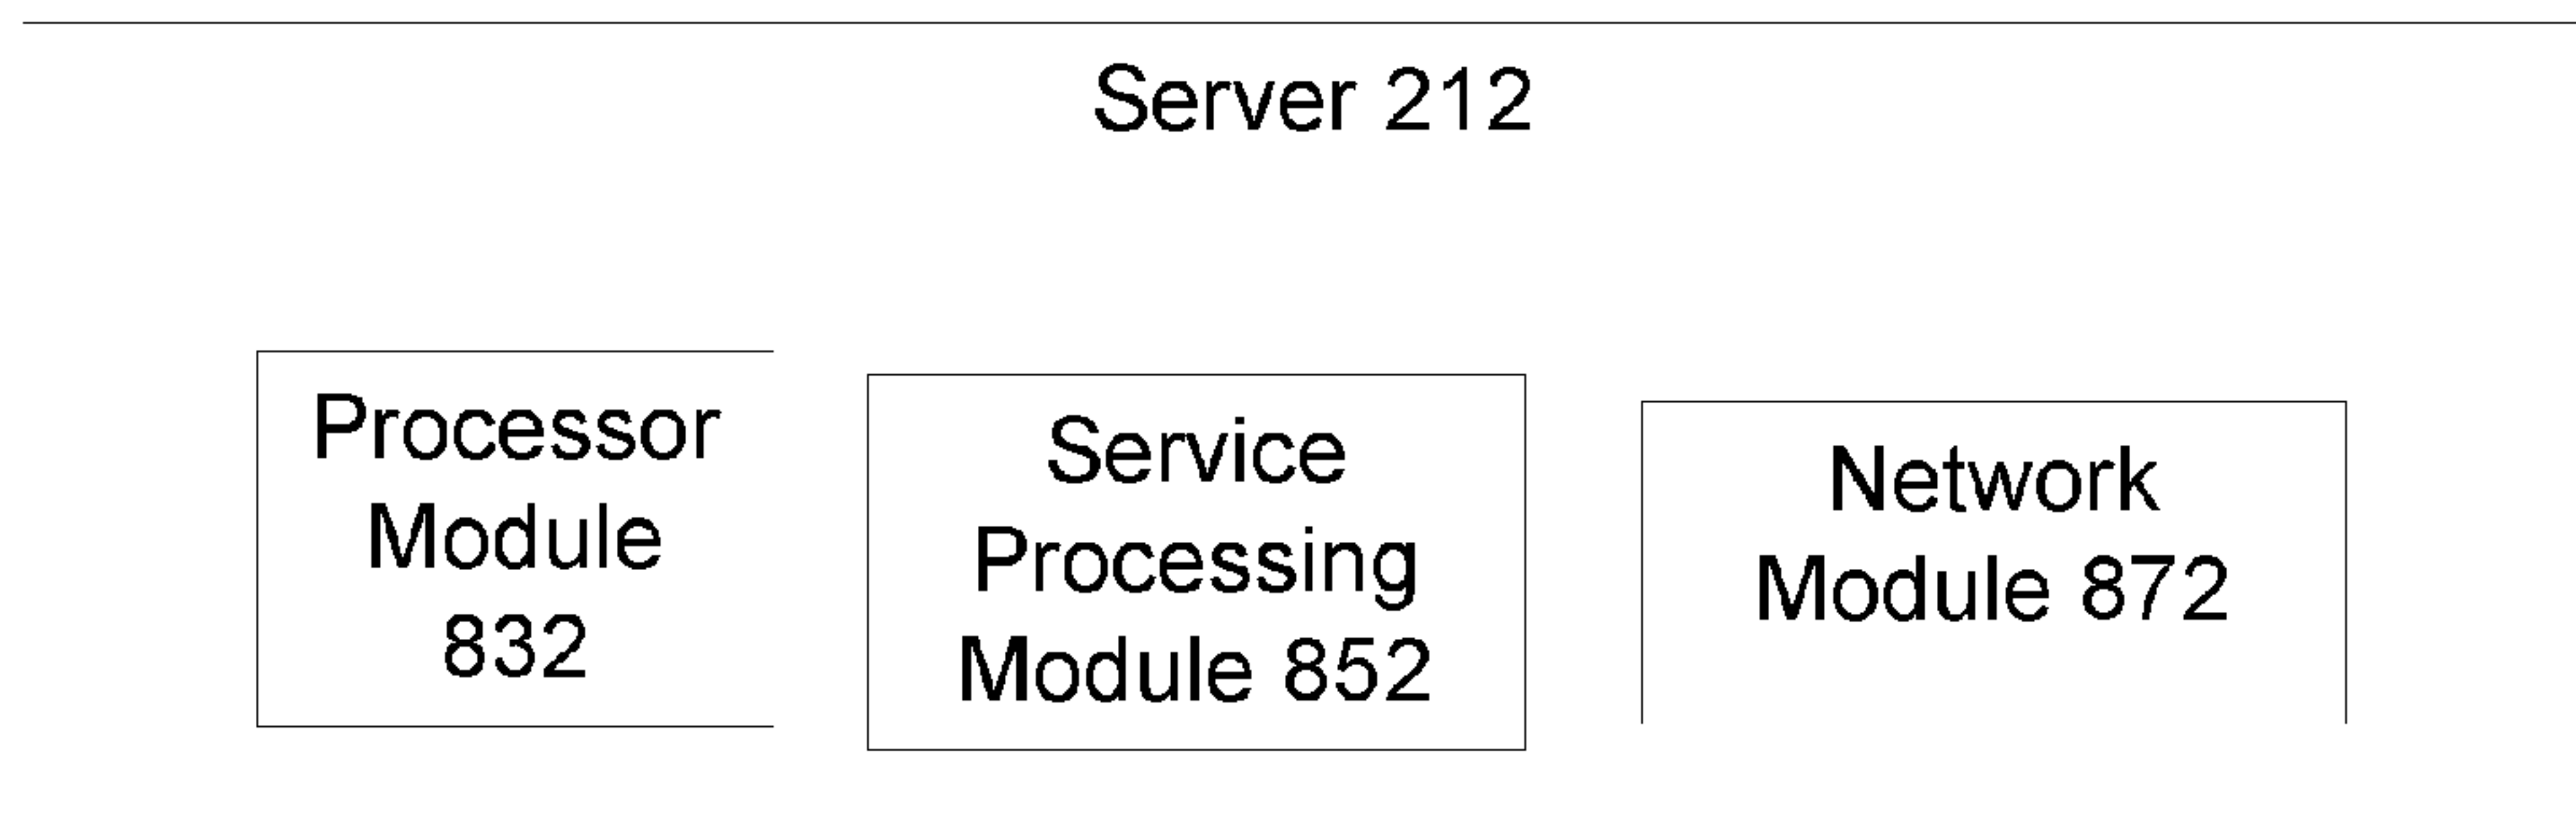 Server 212
Processor
Module
832
Service
Processing
Module 852
Network
Module 872